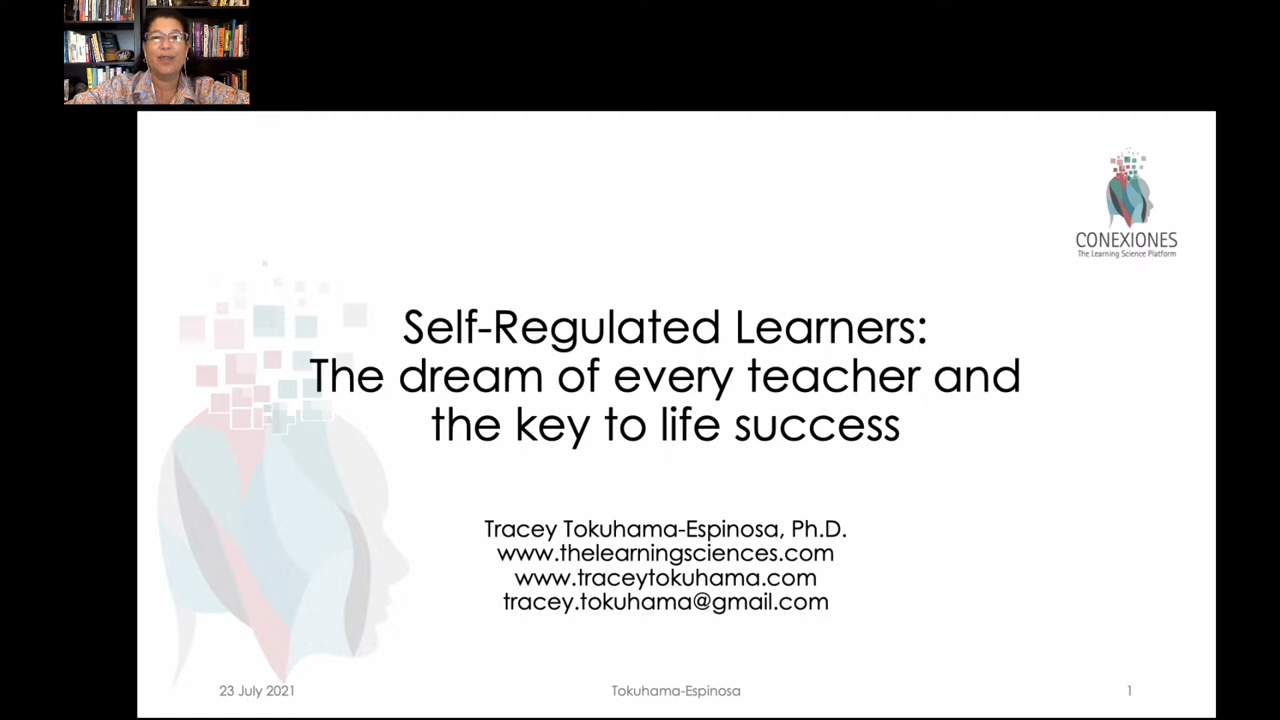 CONEXIONES
The Learning Science Platform
Self-Regulated Learners:
The dream of every teacher and
the key to life success
Tracey Tokuhama-Espinosa, Ph.D.
www.thelearningsciences.com
www.traceytokuhama.com
tracey.tokuhama@gmail.com
23 July 2021
Tokuhama-Espinosa
1